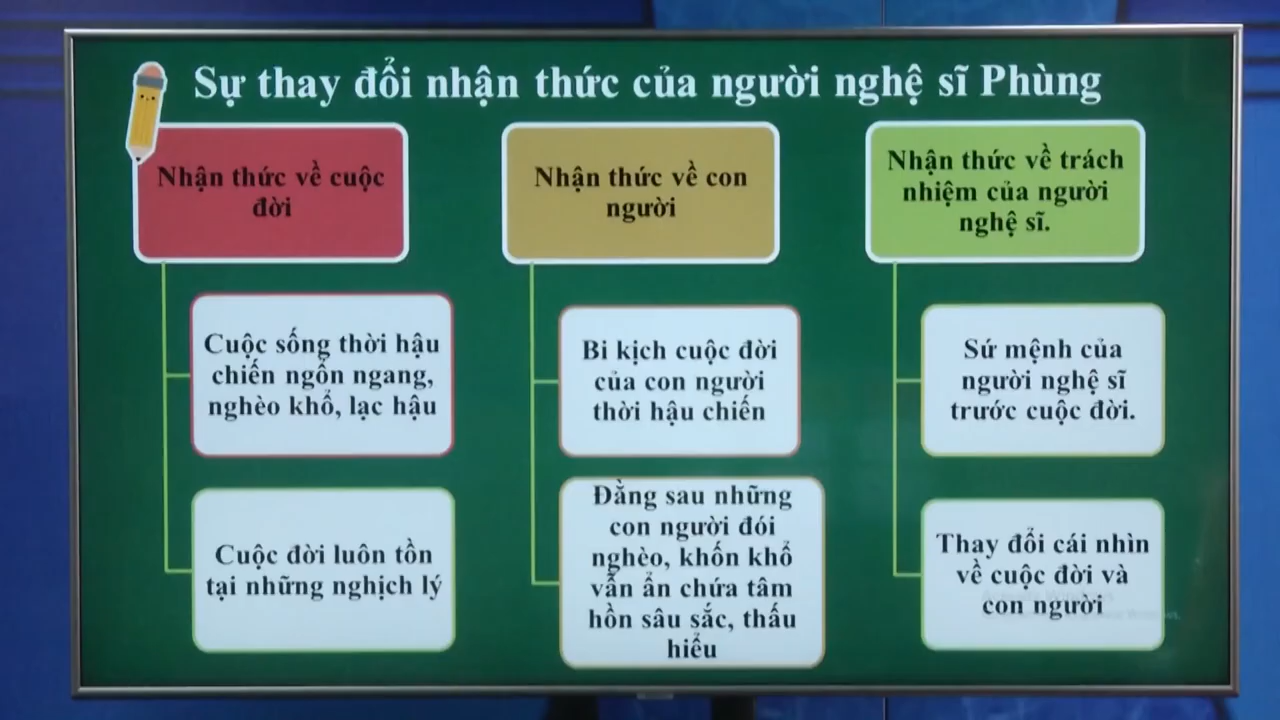 Sự thay đổi nhận thức của người nghệ sĩ Phùng
Nhận thức về cuộc
đời
Cuộc sống thời hậu
chiến ngổn ngang,
nghèo khổ, lạc hậu
Cuộc đời luôn tồn
tại những nghịch lý
Nhận thức về con
người
Bi kịch cuộc đời
của con người
thời hậu chiến
Đằng sau những
con người đói
nghèo, khốn khổ
vẫn ẩn chứa tâm
hồn sâu sắc, thấu
hiểu
Nhận thức về trách
nhiệm của người
nghệ sĩ.
Sứ mệnh của
người nghệ sĩ
trước cuộc đời.
Thay đổi cái nhìn
về cuộc đời và
con người